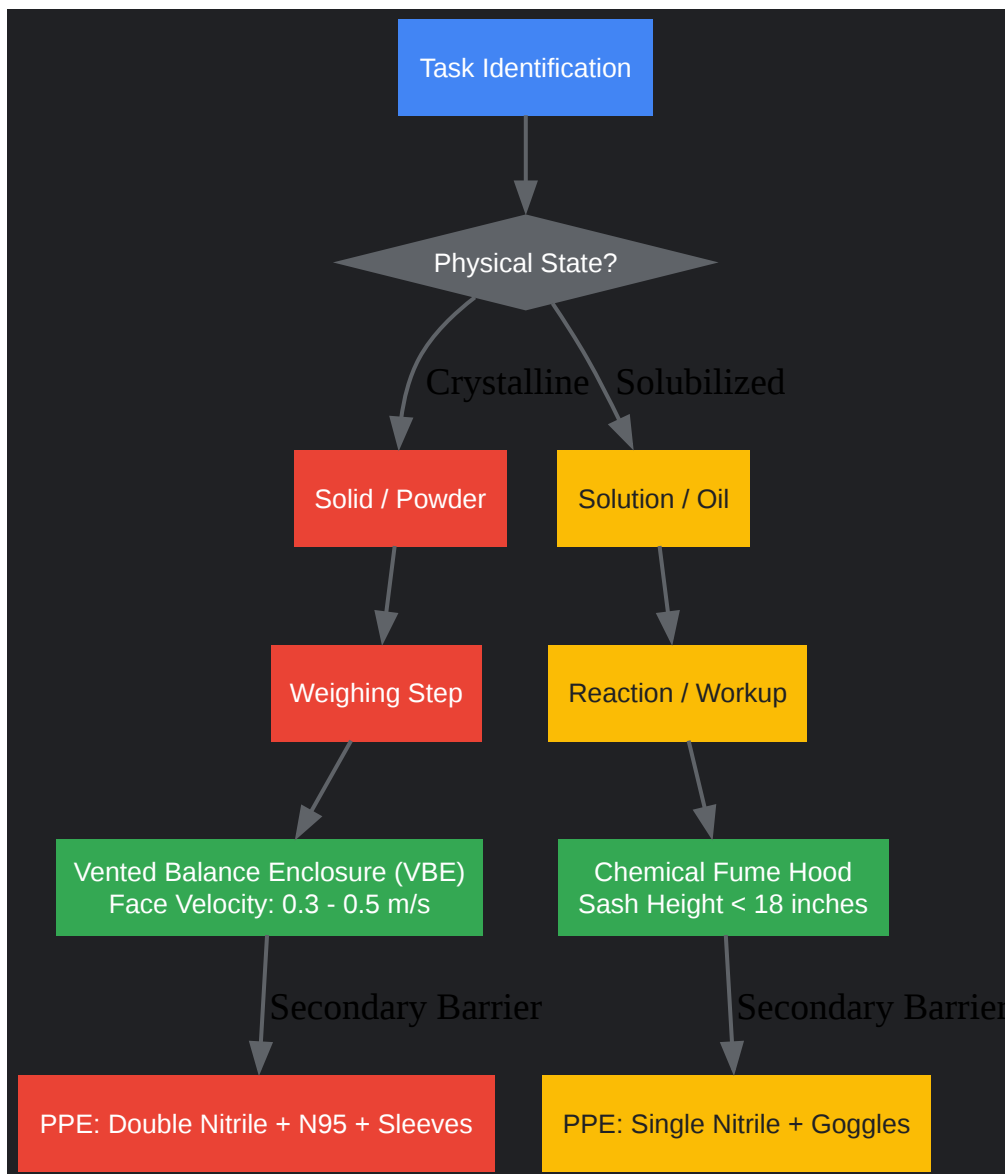 Task Identification
Physical State?
Crystalline
Solubilized
Solid / Powder
Solution / Oil
Weighing Step
Reaction / Workup
Vented Balance Enclosure (VBE)
Face Velocity: 0.3 - 0.5 m/s
Chemical Fume Hood
Sash Height < 18 inches
Secondary Barrier
Secondary Barrier
PPE: Double Nitrile + N95 + Sleeves
PPE: Single Nitrile + Goggles